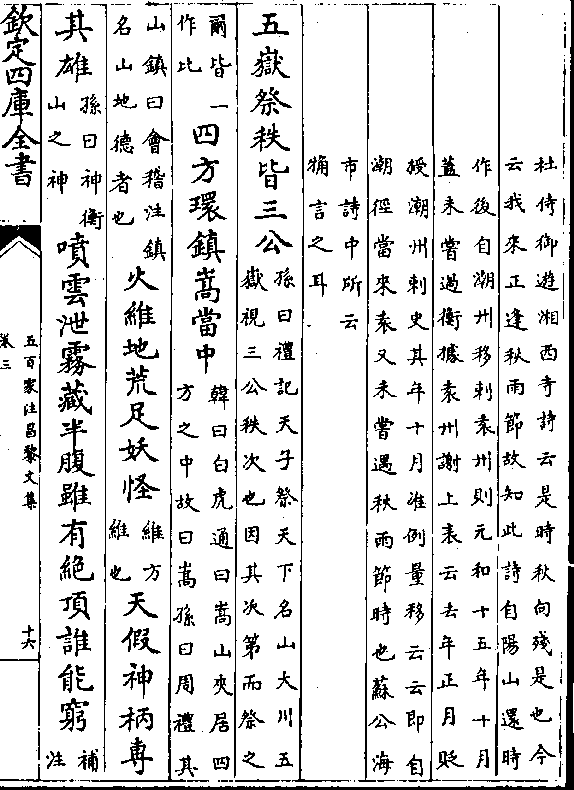 杜侍御遊湘西寺詩云是時秋向殘是也今
云我來正逢秋雨節故知此詩自陽山還時
作後自潮州移刺袁州則元和十五年十月
蓋未嘗過衡據袁州謝上表云去年正月貶
授潮州刺史其年十月准例量移云云即自
潮徑當來袁又未嘗遇秋雨節時也蘇公海
市詩中所云
猶言之耳
五嶽祭秩皆三公孫曰禮記天子祭天下名山大川五
嶽視三公秩次也因其次第而祭之
爾皆一
作比四方環鎮嵩當中韓曰白虎通曰嵩山夾居四
方之中故曰嵩孫曰周禮其
山鎮曰會稽注鎮
名山地德者也火維地荒足妖怪維方
維也天假神柄專
其雄孫曰神衡
山之神噴雲泄霧藏半腹雖有絕頂誰能窮補
注
欽定四庫全書
五百家注昌黎文集
卷三
十六